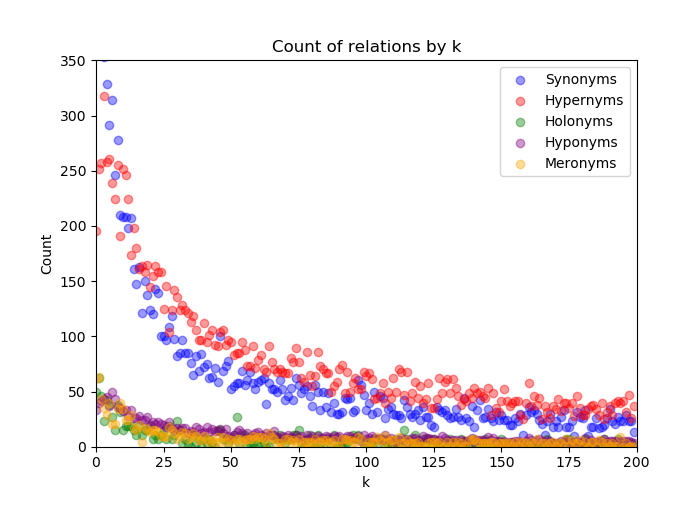 Count of relations by k
350
300
250
200
150
100
50
0
Count
Synonyms
Hypernyms
Holonyms
Hyponyms
Meronyms
0 25 50 75 100 125 150 175 200
k